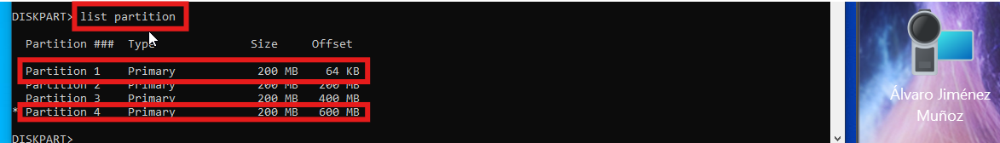 DISKPART> list partition
Partition ### Type Size Offset
Partition 1 Primary 200 MB 64 KB
Partition 2 Primary 200 MB 200 MB
Partition 3 Primary 200 MB 400 MB
* Partition 4 Primary 200 MB 600 MB
DISKPART>
Álvaro Jiménez
Muñoz